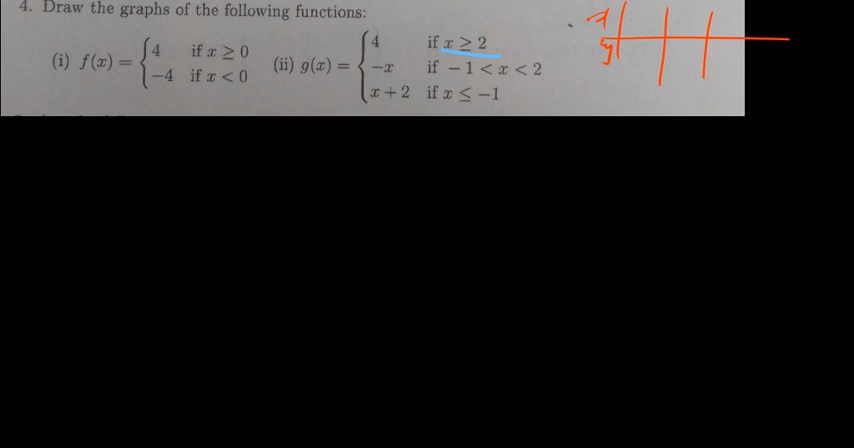 4. Draw the graphs of the following functions:
(i) f(x) = { 4 if x ≥ 0 (ii) g(x) = { 4 if x ≥ 2
−4 if x < 0 −x if − 1 < x < 2
x + 2 if x ≤ −1
x
y